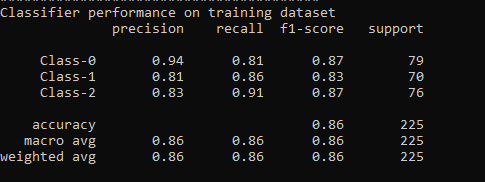 Classifier performance on training dataset
precision recall f1-score support
Class-0 0.94 0.81 0.87 79
Class-1 0.81 0.86 0.83 70
Class-2 0.83 0.91 0.87 76
accuracy 0.86 225
macro avg 0.86 0.86 0.86 225
weighted avg 0.86 0.86 0.86 225